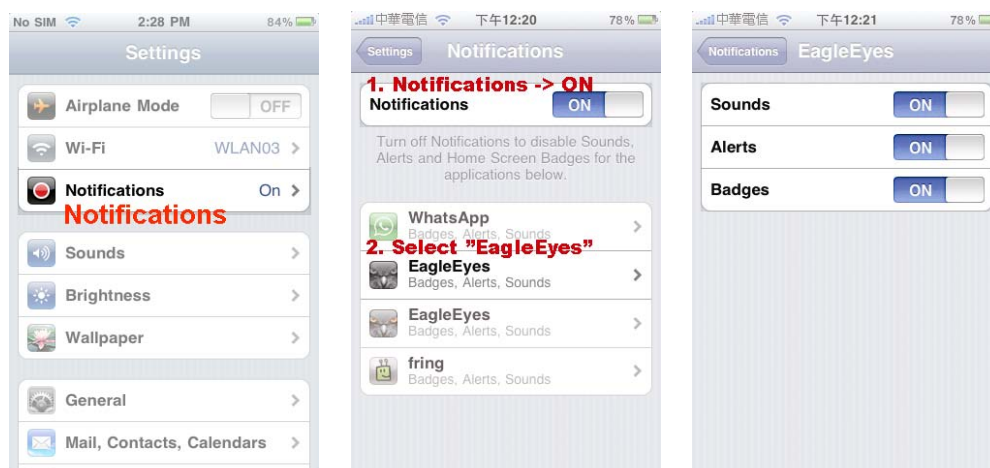 No SIM 2:28 PM 84%
Settings
Airplane Mode OFF
Wi-Fi WLAN03
Notifications On
Notifications
Sounds
Brightness
Wallpaper
General
Mail, Contacts, Calendars
中華電信 下午12:20 78%
Settings Notifications
1. Notifications -> ON
Notifications ON
Turn off Notifications to disable Sounds,
Alerts and Home Screen Badges for the
applications below.
WhatsApp
Badges, Alerts, Sounds
2. Select ”EagleEyes”
EagleEyes
Badges, Alerts, Sounds
EagleEyes
Badges, Alerts, Sounds
fring
Badges, Alerts, Sounds
中華電信 下午12:21 78%
Notifications EagleEyes
Sounds ON
Alerts ON
Badges ON